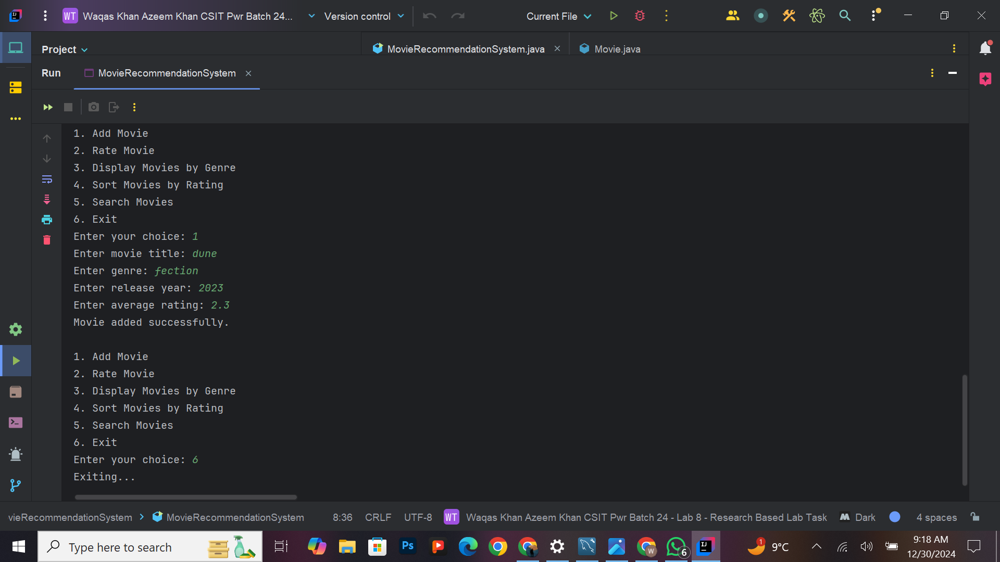 WT Waqas Khan Azeem Khan CSIT Pwr Batch 24... Version control Current File
Project MovieRecommendationSystem.java Movie.java
Run MovieRecommendationSystem
1. Add Movie
2. Rate Movie
3. Display Movies by Genre
4. Sort Movies by Rating
5. Search Movies
6. Exit
Enter your choice: 1
Enter movie title: dune
Enter genre: fection
Enter release year: 2023
Enter average rating: 2.3
Movie added successfully.
1. Add Movie
2. Rate Movie
3. Display Movies by Genre
4. Sort Movies by Rating
5. Search Movies
6. Exit
Enter your choice: 6
Exiting...
vieRecommendationSystem MovieRecommendationSystem 8:36 CRLF UTF-8 WT Waqas Khan Azeem Khan CSIT Pwr Batch 24 - Lab 8 - Research Based Lab Task Dark 4 spaces
Type here to search Ps W 6 IJ 1 9°C 9:18 AM
12/30/2024